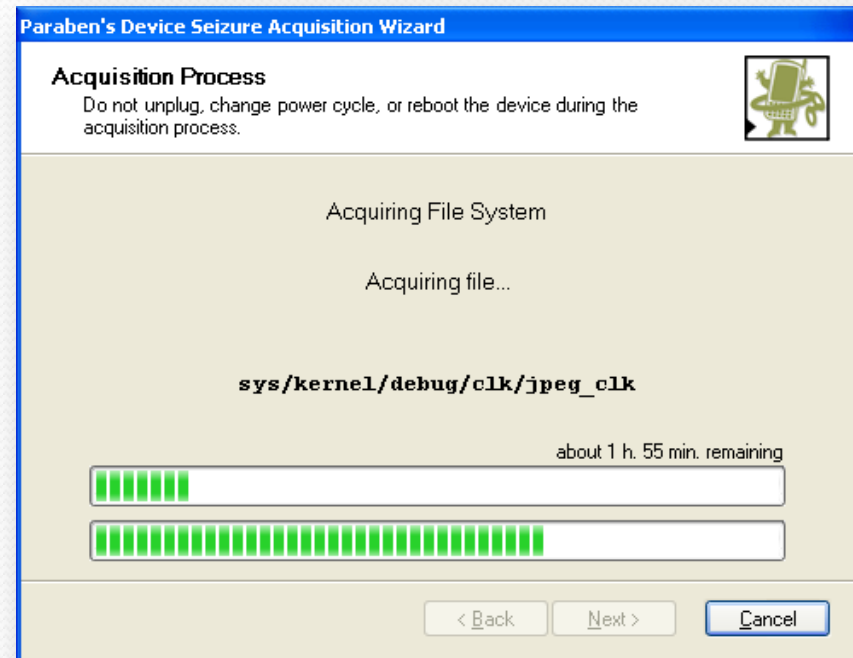 Paraben's Device Seizure Acquisition Wizard
Acquisition Process
Do not unplug, change power cycle, or reboot the device during the
acquisition process.
Acquiring File System
Acquiring file...
sys/kernel/debug/clk/jpeg_clk
about 1 h. 55 min. remaining
< Back Next > Cancel